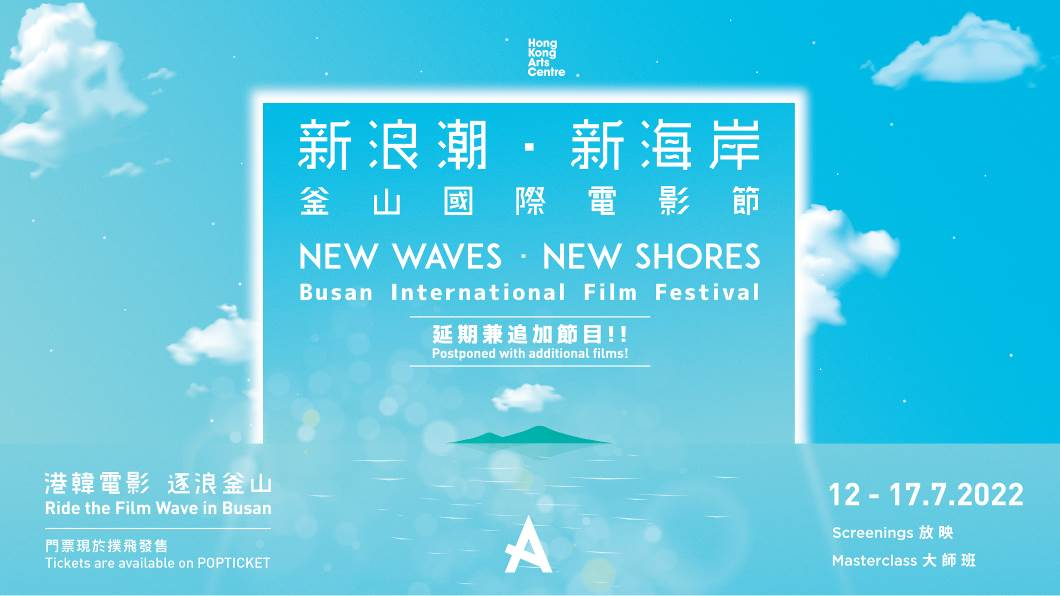 Hong
Kong
Arts
Centre
新浪潮·新海岸
釜山國際電影節
NEW WAVES · NEW SHORES
Busan International Film Festival
延期兼追加節目!!
Postponed with additional films!
港韓電影 逐浪釜山
Ride the Film Wave in Busan
門票現於撲飛發售
Tickets are available on POPTICKET
12 - 17.7.2022
Screenings 放映
Masterclass 大師班